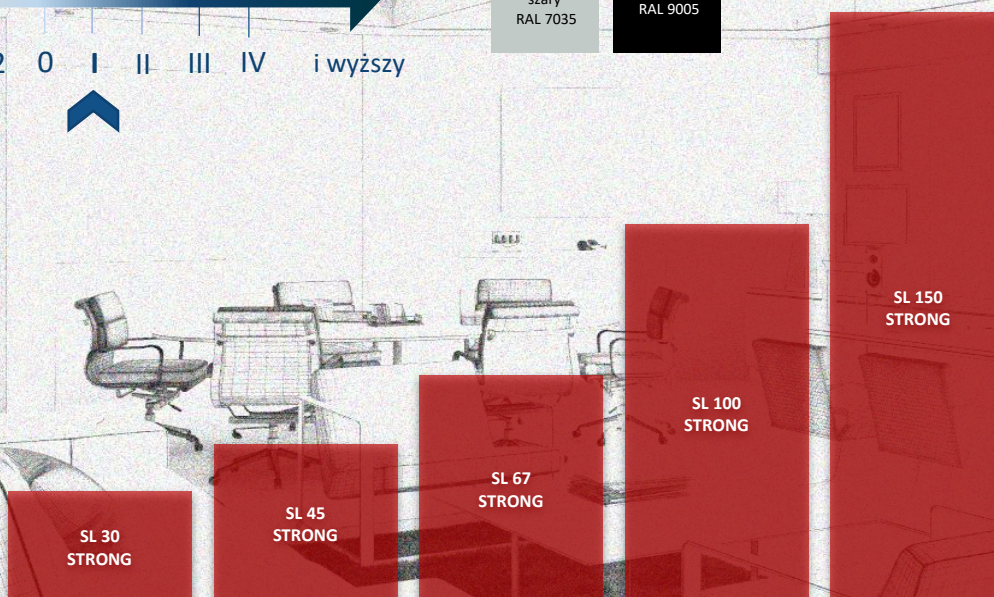 szary
RAL 7035
RAL 9005
2 0 I II III IV i wyższy
SL 150
STRONG
SL 100
STRONG
SL 67
STRONG
SL 45
STRONG
SL 30
STRONG